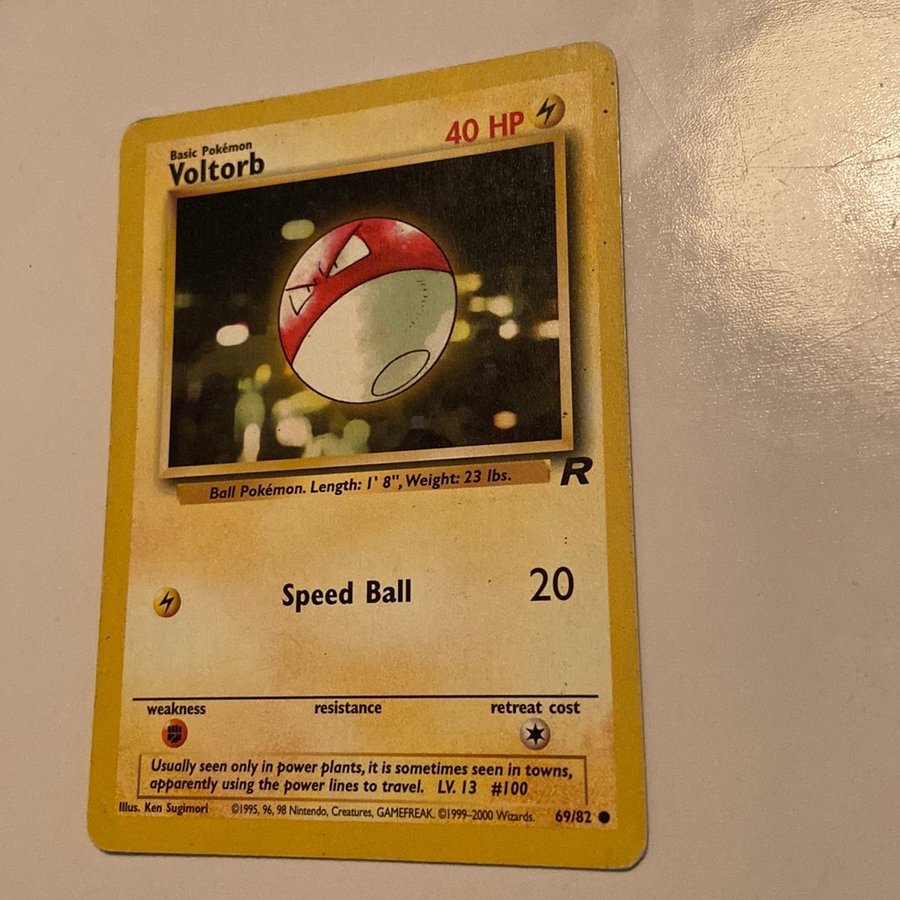 Basic Pokémon
Voltorb
40 HP
Ball Pokémon. Length: 1' 8", Weight: 23 lbs.
R
Speed Ball 20
weakness resistance retreat cost
Usually seen only in power plants, it is sometimes seen in towns,
apparently using the power lines to travel. LV. 13 #100
Illus. Ken Sugimori ©1995, 96, 98 Nintendo, Creatures, GAMEFREAK. ©1999-2000 Wizards. 69/82